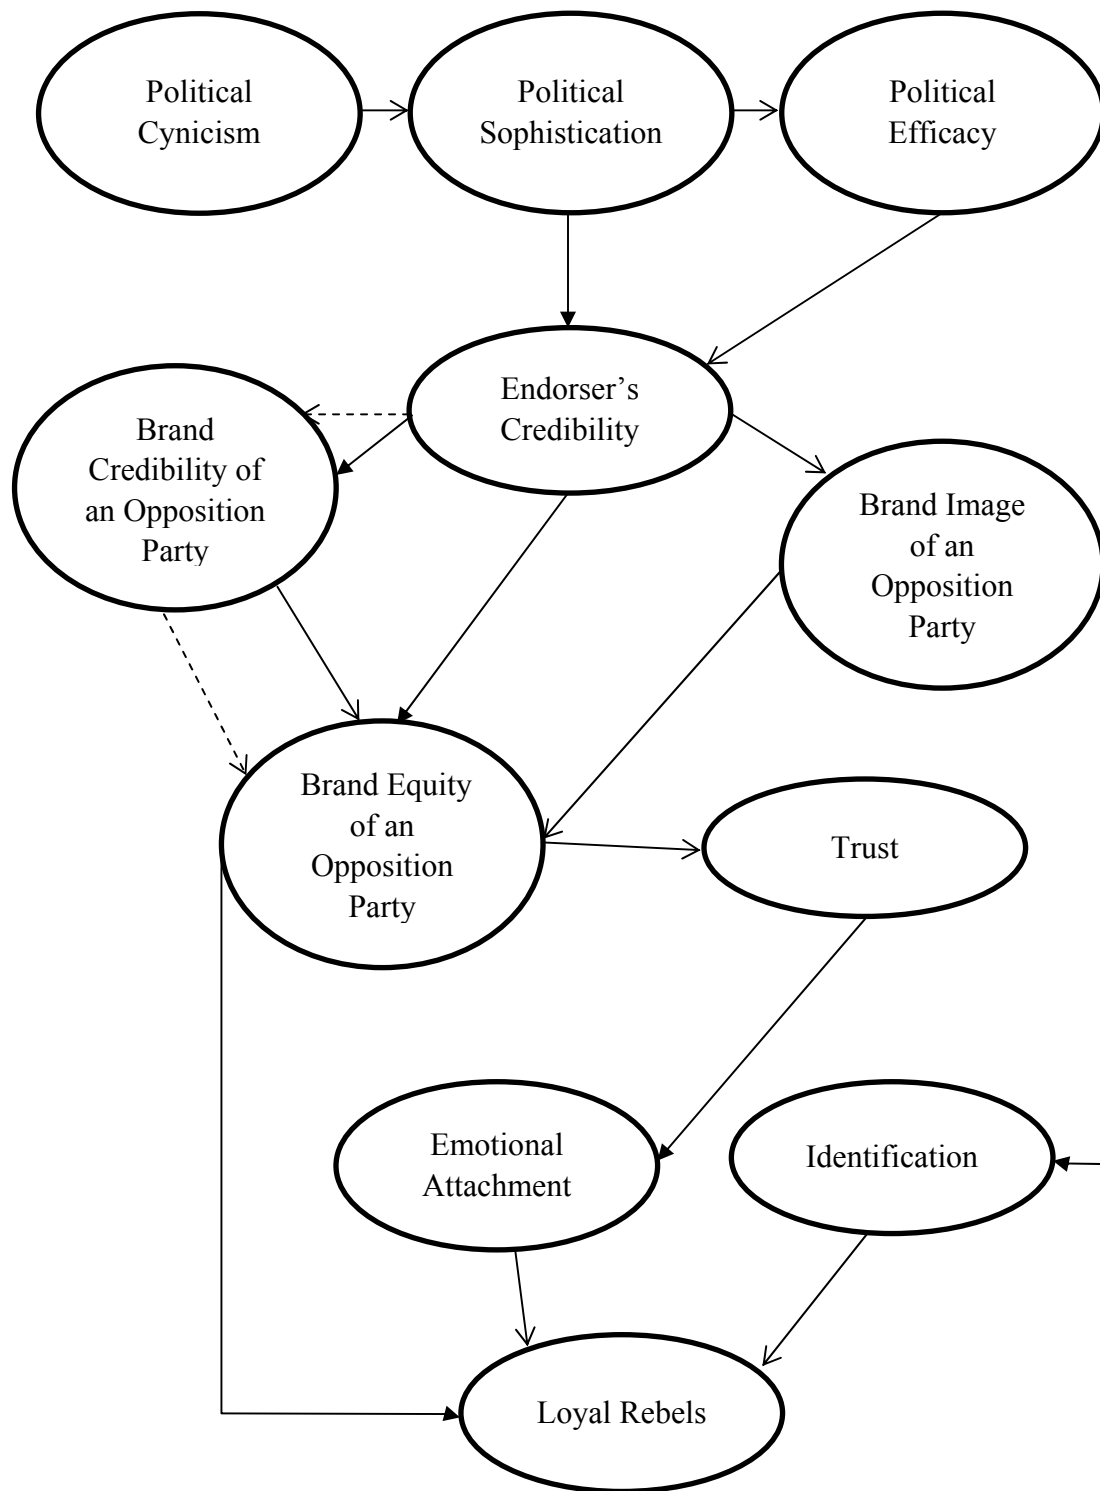 Political
Cynicism
Political
Sophistication
Political
Efficacy
Endorser’s
Credibility
Brand
Credibility of
an Opposition
Party
Brand Image
of an
Opposition
Party
Brand Equity
of an
Opposition
Party
Trust
Emotional
Attachment
Identification
Loyal Rebels